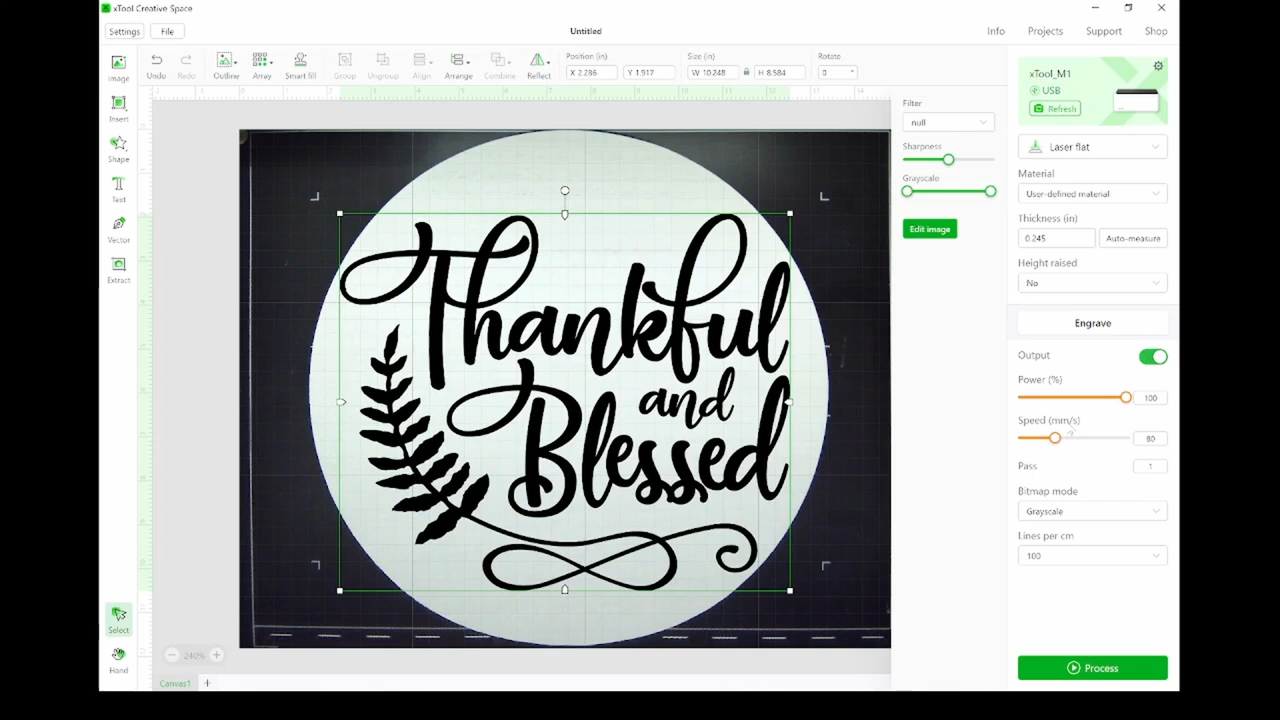 xTool Creative Space
Settings File Untitled Info Projects Support Shop
Image Undo Redo Outline Array Smart fill Group Ungroup Align Arrange Combine Reflect Position (in) X 2.286 Y 1.917 Size (in) W 10.248 H 8.584 Rotate 0
Insert
Shape
Text
Vector
Extract
Select
Hand
Filter
null
Sharpness
Grayscale
Edit image
Thankful
and
Blessed
240%
Canvas1
xTool_M1
USB
Refresh
Laser flat
Material
User-defined material
Thickness (in)
0.245 Auto-measure
Height raised
No
Engrave
Output
Power (%)
100
Speed (mm/s)
80
Pass 1
Bitmap mode
Grayscale
Lines per cm
100
Process